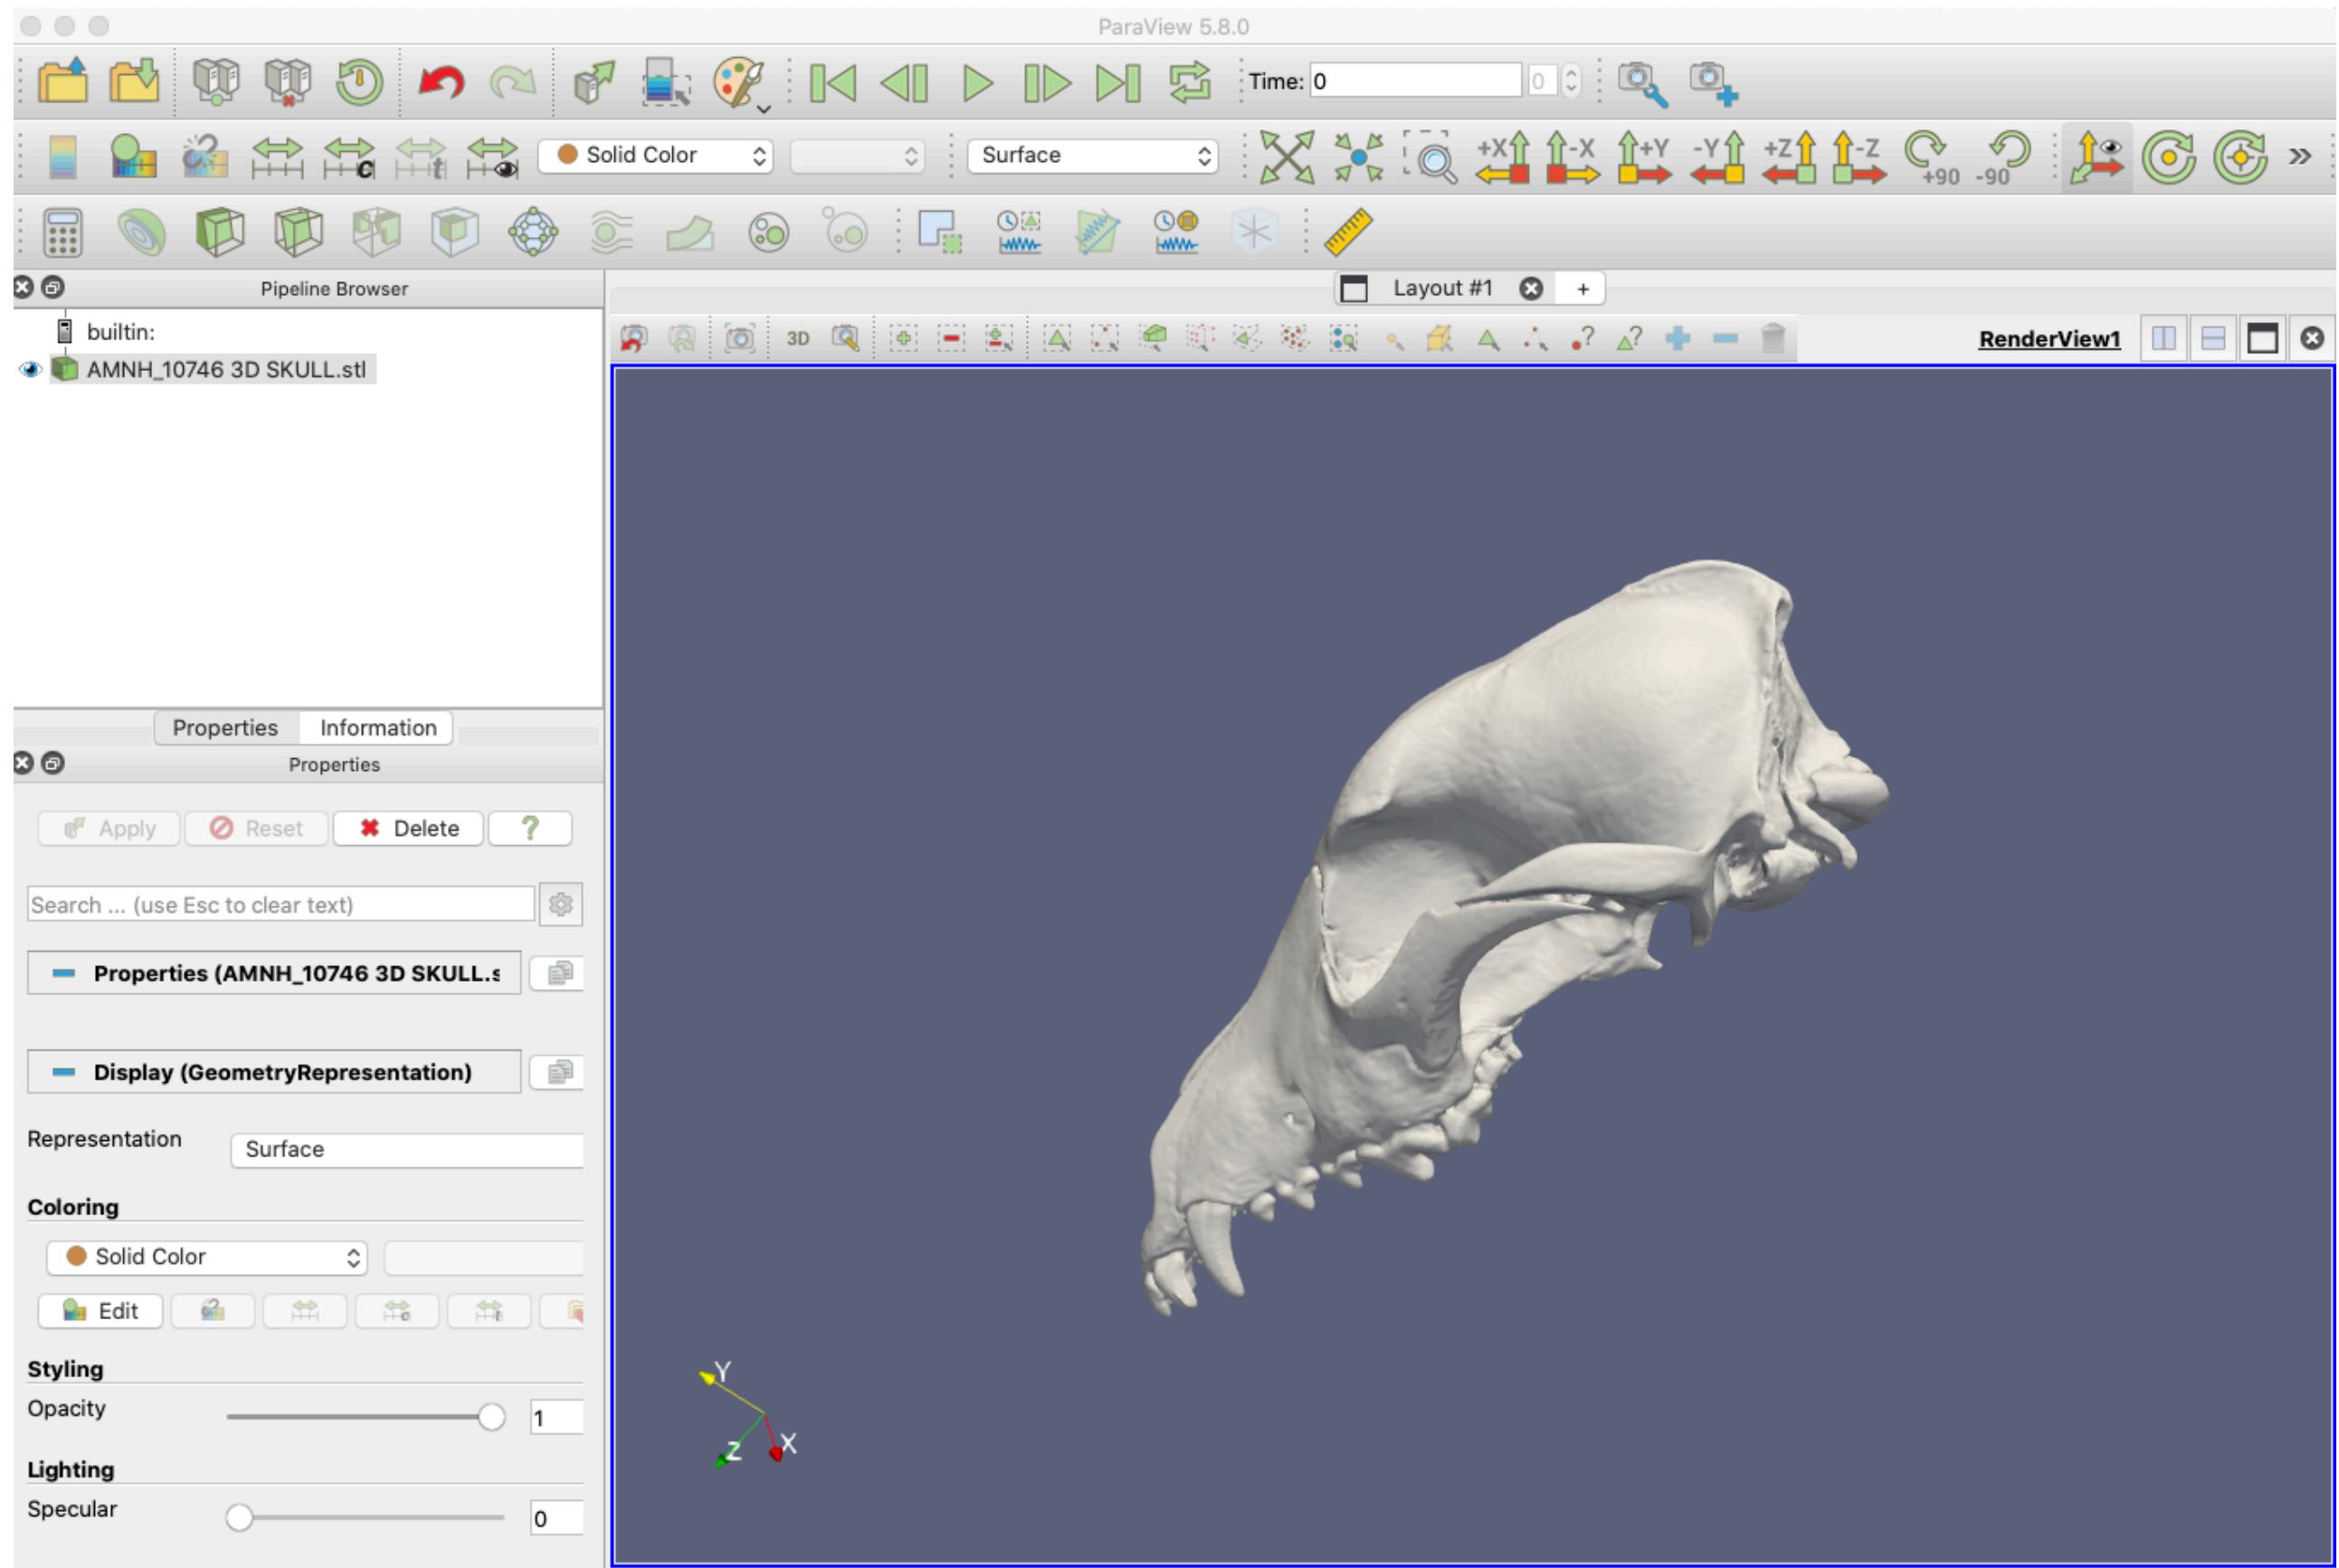 ParaView 5.8.0
Time: 0 0
c t Solid Color Surface +X -X +Y -Y +Z -Z +90 -90 »
Pipeline Browser
Layout #1 +
builtin:
3D ? ? RenderView1
AMNH_10746 3D SKULL.stl
Properties Information
Properties
Apply Reset Delete ?
Search ... (use Esc to clear text)
Properties (AMNH_10746 3D SKULL.s
Display (GeometryRepresentation)
Representation Surface
Coloring
Solid Color
Edit c t
Styling
Opacity 1
Lighting
Specular 0
Y
Z X